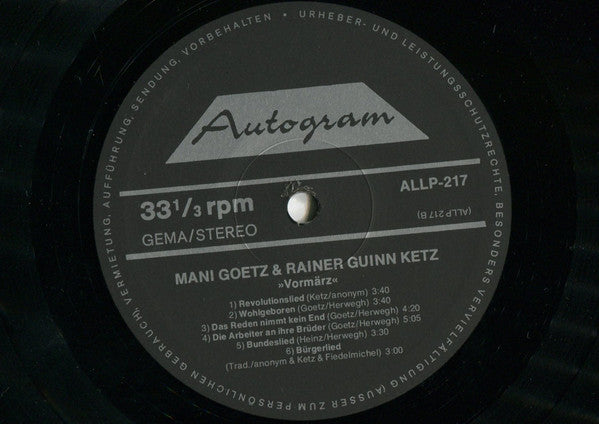 URHEBER- UND LEISTUNGSSCHUTZRECHTE, BESONDERS VERVIELFÄLTIGUNG (AUSSER ZUM PERSÖNLICHEN GEBRAUCH), VERMIETUNG, AUFFÜHRUNG, SENDUNG, VORBEHALTEN •
Autogram
33 1/3 rpm
GEMA/STEREO
ALLP-217
(ALLP 217 B)
MANI GOETZ & RAINER GUINN KETZ
»Vormärz«
1) Revolutionslied (Ketz/anonym) 3:40
2) Wohlgeboren (Goetz/Herwegh) 3:40
3) Das Reden nimmt kein End (Goetz/Herwegh) 4:20
4) Die Arbeiter an ihre Brüder (Goetz/Herwegh) 5:05
5) Bundeslied (Heinz/Herwegh) 3:30
6) Bürgerlied
(Trad./anonym & Ketz & Fiedelmichel) 3:00